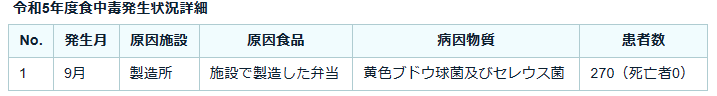 令和5年度食中毒発生状況詳細
No. 発生月 原因施設 原因食品 病因物質 患者数
1 9月 製造所 施設で製造した弁当 黄色ブドウ球菌及びセレウス菌 270（死亡者0）